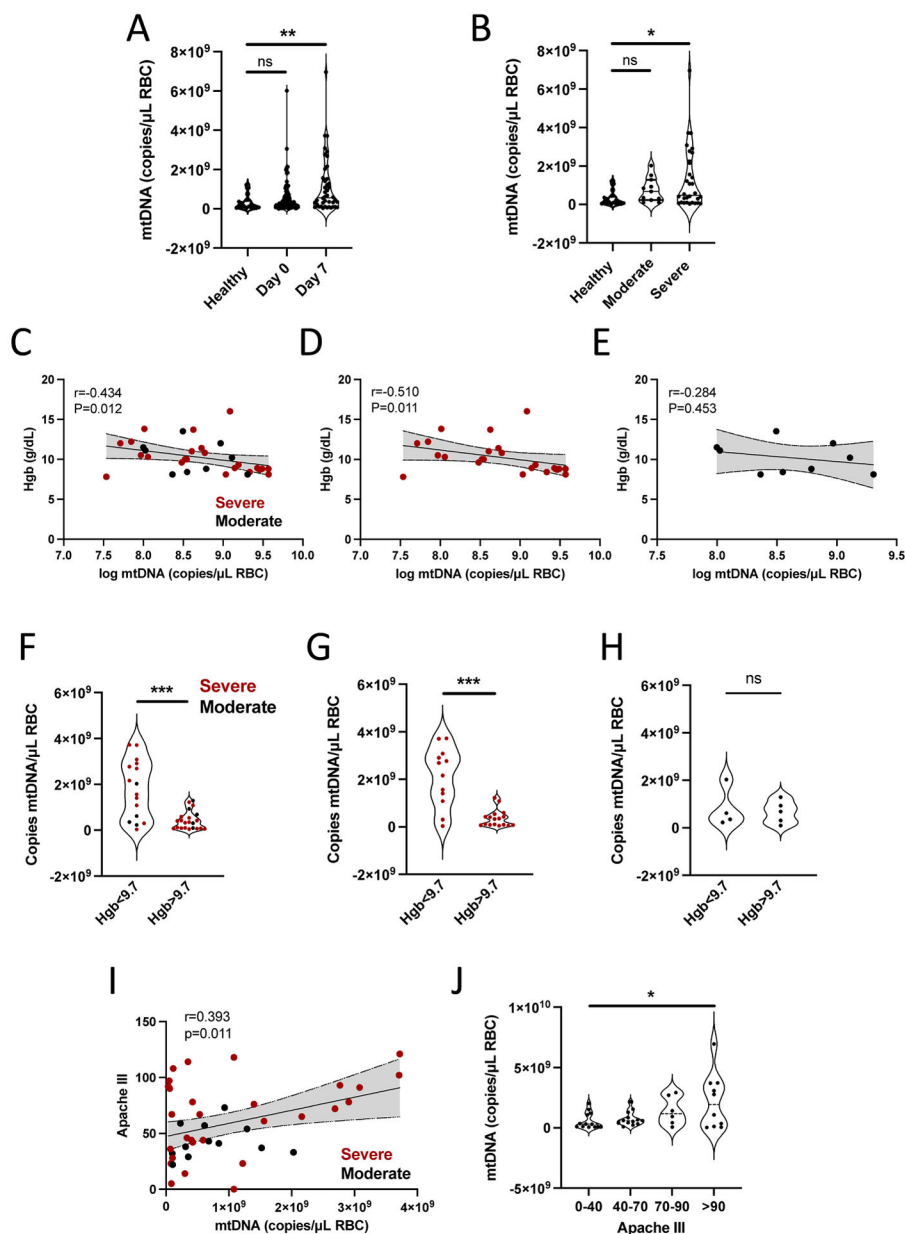 A
**
ns
8×10⁹
6×10⁹
4×10⁹
2×10⁹
0
-2×10⁹
mtDNA (copies/µL RBC)
Healthy
Day 0
Day 7
B
*
ns
8×10⁹
6×10⁹
4×10⁹
2×10⁹
0
-2×10⁹
mtDNA (copies/µL RBC)
Healthy
Moderate
Severe
C
r=-0.434
P=0.012
20
15
10
5
0
Hgb (g/dL)
Severe
Moderate
7.0 7.5 8.0 8.5 9.0 9.5 10.0
log mtDNA (copies/µL RBC)
D
r=-0.510
P=0.011
20
15
10
5
0
Hgb (g/dL)
7.0 7.5 8.0 8.5 9.0 9.5 10.0
log mtDNA (copies/µL RBC)
E
r=-0.284
P=0.453
20
15
10
5
0
Hgb (g/dL)
7.5 8.0 8.5 9.0 9.5
log mtDNA (copies/µL RBC)
F
***
Severe
Moderate
6×10⁹
4×10⁹
2×10⁹
0
-2×10⁹
Copies mtDNA/µL RBC
Hgb<9.7
Hgb>9.7
G
***
6×10⁹
4×10⁹
2×10⁹
0
-2×10⁹
Copies mtDNA/µL RBC
Hgb<9.7
Hgb>9.7
H
ns
6×10⁹
4×10⁹
2×10⁹
0
-2×10⁹
Copies mtDNA/µL RBC
Hgb<9.7
Hgb>9.7
I
r=0.393
p=0.011
150
100
50
0
Apache III
Severe
Moderate
0 1×10⁹ 2×10⁹ 3×10⁹ 4×10⁹
mtDNA (copies/µL RBC)
J
*
1×10¹⁰
5×10⁹
0
-5×10⁹
mtDNA (copies/µL RBC)
0-40 40-70 70-90 >90
Apache III